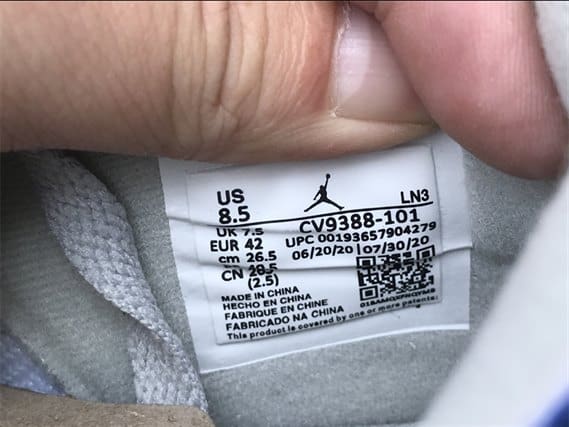 US
8.5
LN3
UK 7.5
CV9388-101
EUR 42
UPC 00193657904279
cm 26.5
06/20/20 | 07/30/20
CN 26.5
(2.5)
MADE IN CHINA
HECHO EN CHINA
FABRIQUE EN CHINE
FABRICADO NA CHINA
This product is covered by one or more patents: